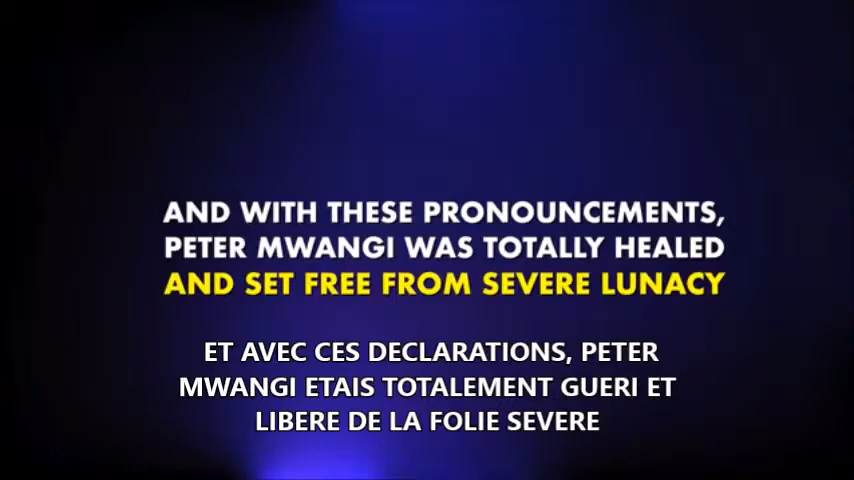 AND WITH THESE PRONOUNCEMENTS,
PETER MWANGI WAS TOTALLY HEALED
AND SET FREE FROM SEVERE LUNACY
ET AVEC CES DECLARATIONS, PETER
MWANGI ETAIS TOTALEMENT GUERI ET
LIBERE DE LA FOLIE SEVERE